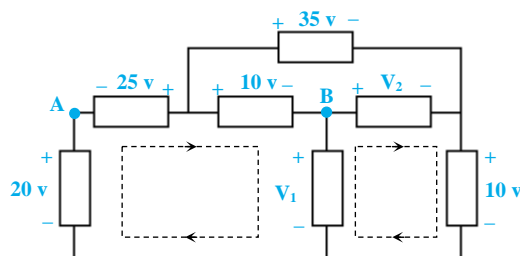 + 35 v −
− 25 v + + 10 v − B + V₂ −
A
+ + +
20 v V₁ 10 v
− − −